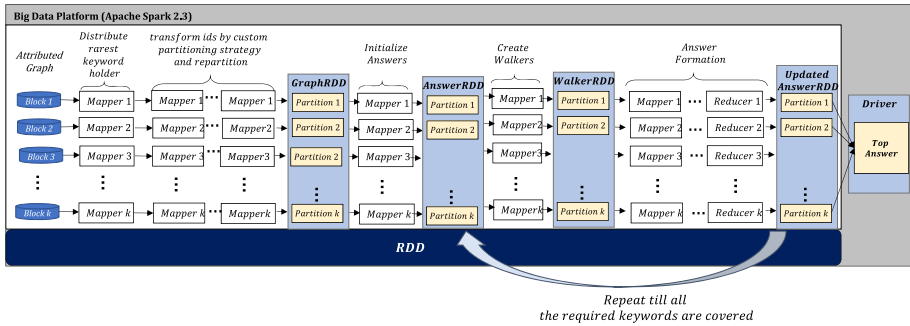 Big Data Platform (Apache Spark 2.3)
Attributed
Graph
Distribute
rarest
keyword
holder
transform ids by custom
partitioning strategy
and repartition
Initialize
Answers
Create
Walkers
Answer
Formation
GraphRDD
AnswerRDD
WalkerRDD
Updated
AnswerRDD
Driver
Block 1
Mapper 1
Mapper 1
...
Mapper 1
Partition 1
Mapper 1
Partition 1
Mapper 1
Partition 1
Mapper 1
...
Reducer 1
Partition 1
Block 2
Mapper 2
Mapper 2
...
Mapper2
Partition 2
Mapper 2
Partition 2
Mapper 2
Partition 2
Mapper 2
...
Reducer 2
Partition 2
Top
Answer
Block 3
Mapper 3
Mapper 3
...
Mapper3
Partition 2
Mapper 3
Mapper3
Mapper 3
...
Reducer 3
Block k
Mapper k
Mapper k
...
Mapperk
Partition k
Mapper k
Partition k
Mapper k
Partition k
Mapper k
...
Reducer k
Partition k
RDD
Repeat till all
the required keywords are covered